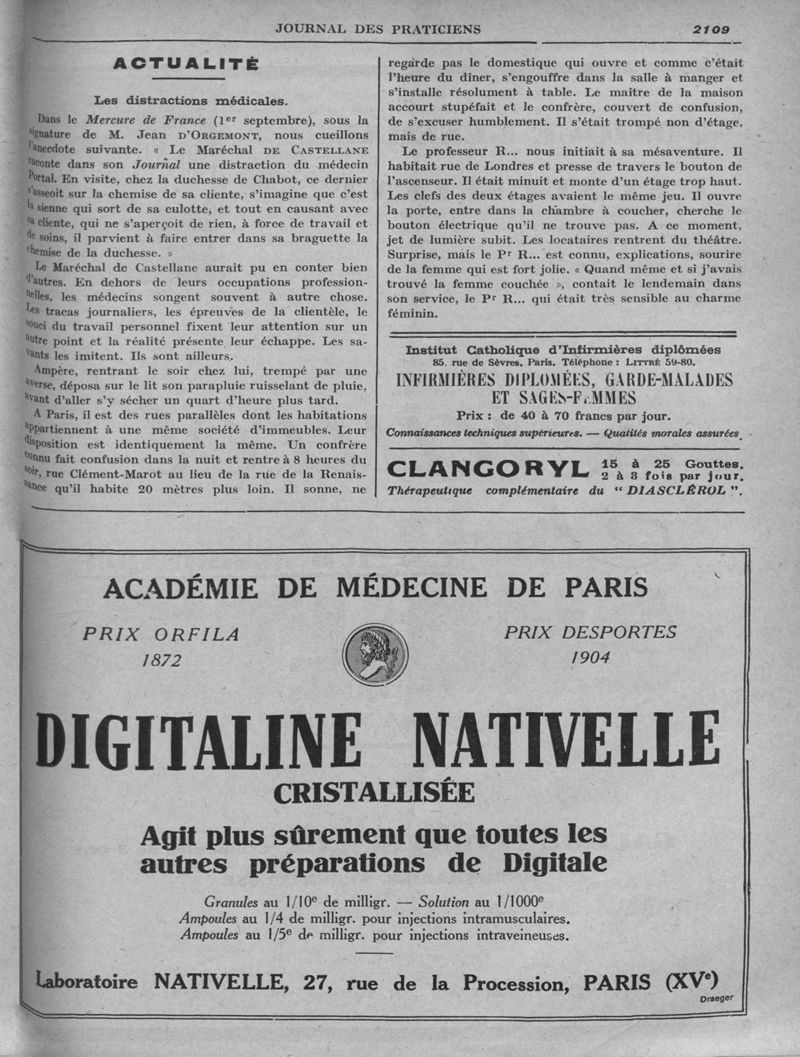 JOURNAL DES PRATICIENS 2109
ACTUALITÉ
Les distractions médicales.
Dans le Mercure de France (1er septembre), sous la
signature de M. Jean D'ORGEMONT, nous cueillons
l'anecdote suivante. « Le Maréchal DE CASTELLANE
raconte dans son Journal une distraction du médecin
Portal. En visite, chez la duchesse de Chabot, ce dernier
s'asseoit sur la chemise de sa cliente, s'imagine que c'est
la sienne qui sort de sa culotte, et tout en causant avec
sa cliente, qui ne s'aperçoit de rien, à force de travail et
de soins, il parvient à faire entrer dans sa braguette la
chemise de la duchesse. »
Le Maréchal de Castellane aurait pu en conter bien
d'autres. En dehors de leurs occupations profession-
nelles, les médecins songent souvent à autre chose.
Les tracas journaliers, les épreuves de la clientèle, le
souci du travail personnel fixent leur attention sur un
autre point et la réalité présente leur échappe. Les sa-
vants les imitent. Ils sont ailleurs.
Ampère, rentrant le soir chez lui, trempé par une
averse, déposa sur le lit son parapluie ruisselant de pluie,
avant d'aller s'y sécher un quart d'heure plus tard.
A Paris, il est des rues parallèles dont les habitations
appartiennent à une même société d'immeubles. Leur
disposition est identiquement la même. Un confrère
connu fait confusion dans la nuit et rentre à 8 heures du
soir, rue Clément-Marot au lieu de la rue de la Renais-
sance qu'il habite 20 mètres plus loin. Il sonne, ne
regarde pas le domestique qui ouvre et comme c'était
l'heure du dîner, s'engouffre dans la salle à manger et
s'installe résolument à table. Le maître de la maison
accourt stupéfait et le confrère, couvert de confusion,
de s'excuser humblement. Il s'était trompé non d'étage,
mais de rue.
Le professeur R... nous initiait à sa mésaventure. Il
habitait rue de Londres et presse de travers le bouton de
l'ascenseur. Il était minuit et monte d'un étage trop haut.
Les clefs des deux étages avaient le même jeu. Il ouvre
la porte, entre dans la chambre à coucher, cherche le
bouton électrique qu'il ne trouve pas. A ce moment,
jet de lumière subit. Les locataires rentrent du théâtre.
Surprise, mais le Pr R... est connu, explications, sourire
de la femme qui est fort jolie. « Quand même et si j'avais
trouvé la femme couchée », contait le lendemain dans
son service, le Pr R... qui était très sensible au charme
féminin.
Institut Catholique d'Infirmières diplômées
85, rue de Sèvres, Paris. Téléphone : LITTRÉ 59-80.
INFIRMIÈRES DIPLOMÉES, GARDE-MALADES
ET SAGES-FEMMES
Prix : de 40 à 70 francs par jour.
Connaissances techniques supérieures. — Qualités morales assurées.
CLANGORYL 15 à 25 Gouttes.
2 à 3 fois par jour.
Thérapeutique complémentaire du " DIASCLÉROL ".
ACADÉMIE DE MÉDECINE DE PARIS
PRIX ORFILA
1872
PRIX DESPORTES
1904
DIGITALINE NATIVELLE
CRISTALLISÉE
Agit plus sûrement que toutes les
autres préparations de Digitale
Granules au 1/10e de milligr. — Solution au 1/1000e
Ampoules au 1/4 de milligr. pour injections intramusculaires.
Ampoules au 1/5e de milligr. pour injections intraveineuses.
Laboratoire NATIVELLE, 27, rue de la Procession, PARIS (XVe)
Draeger